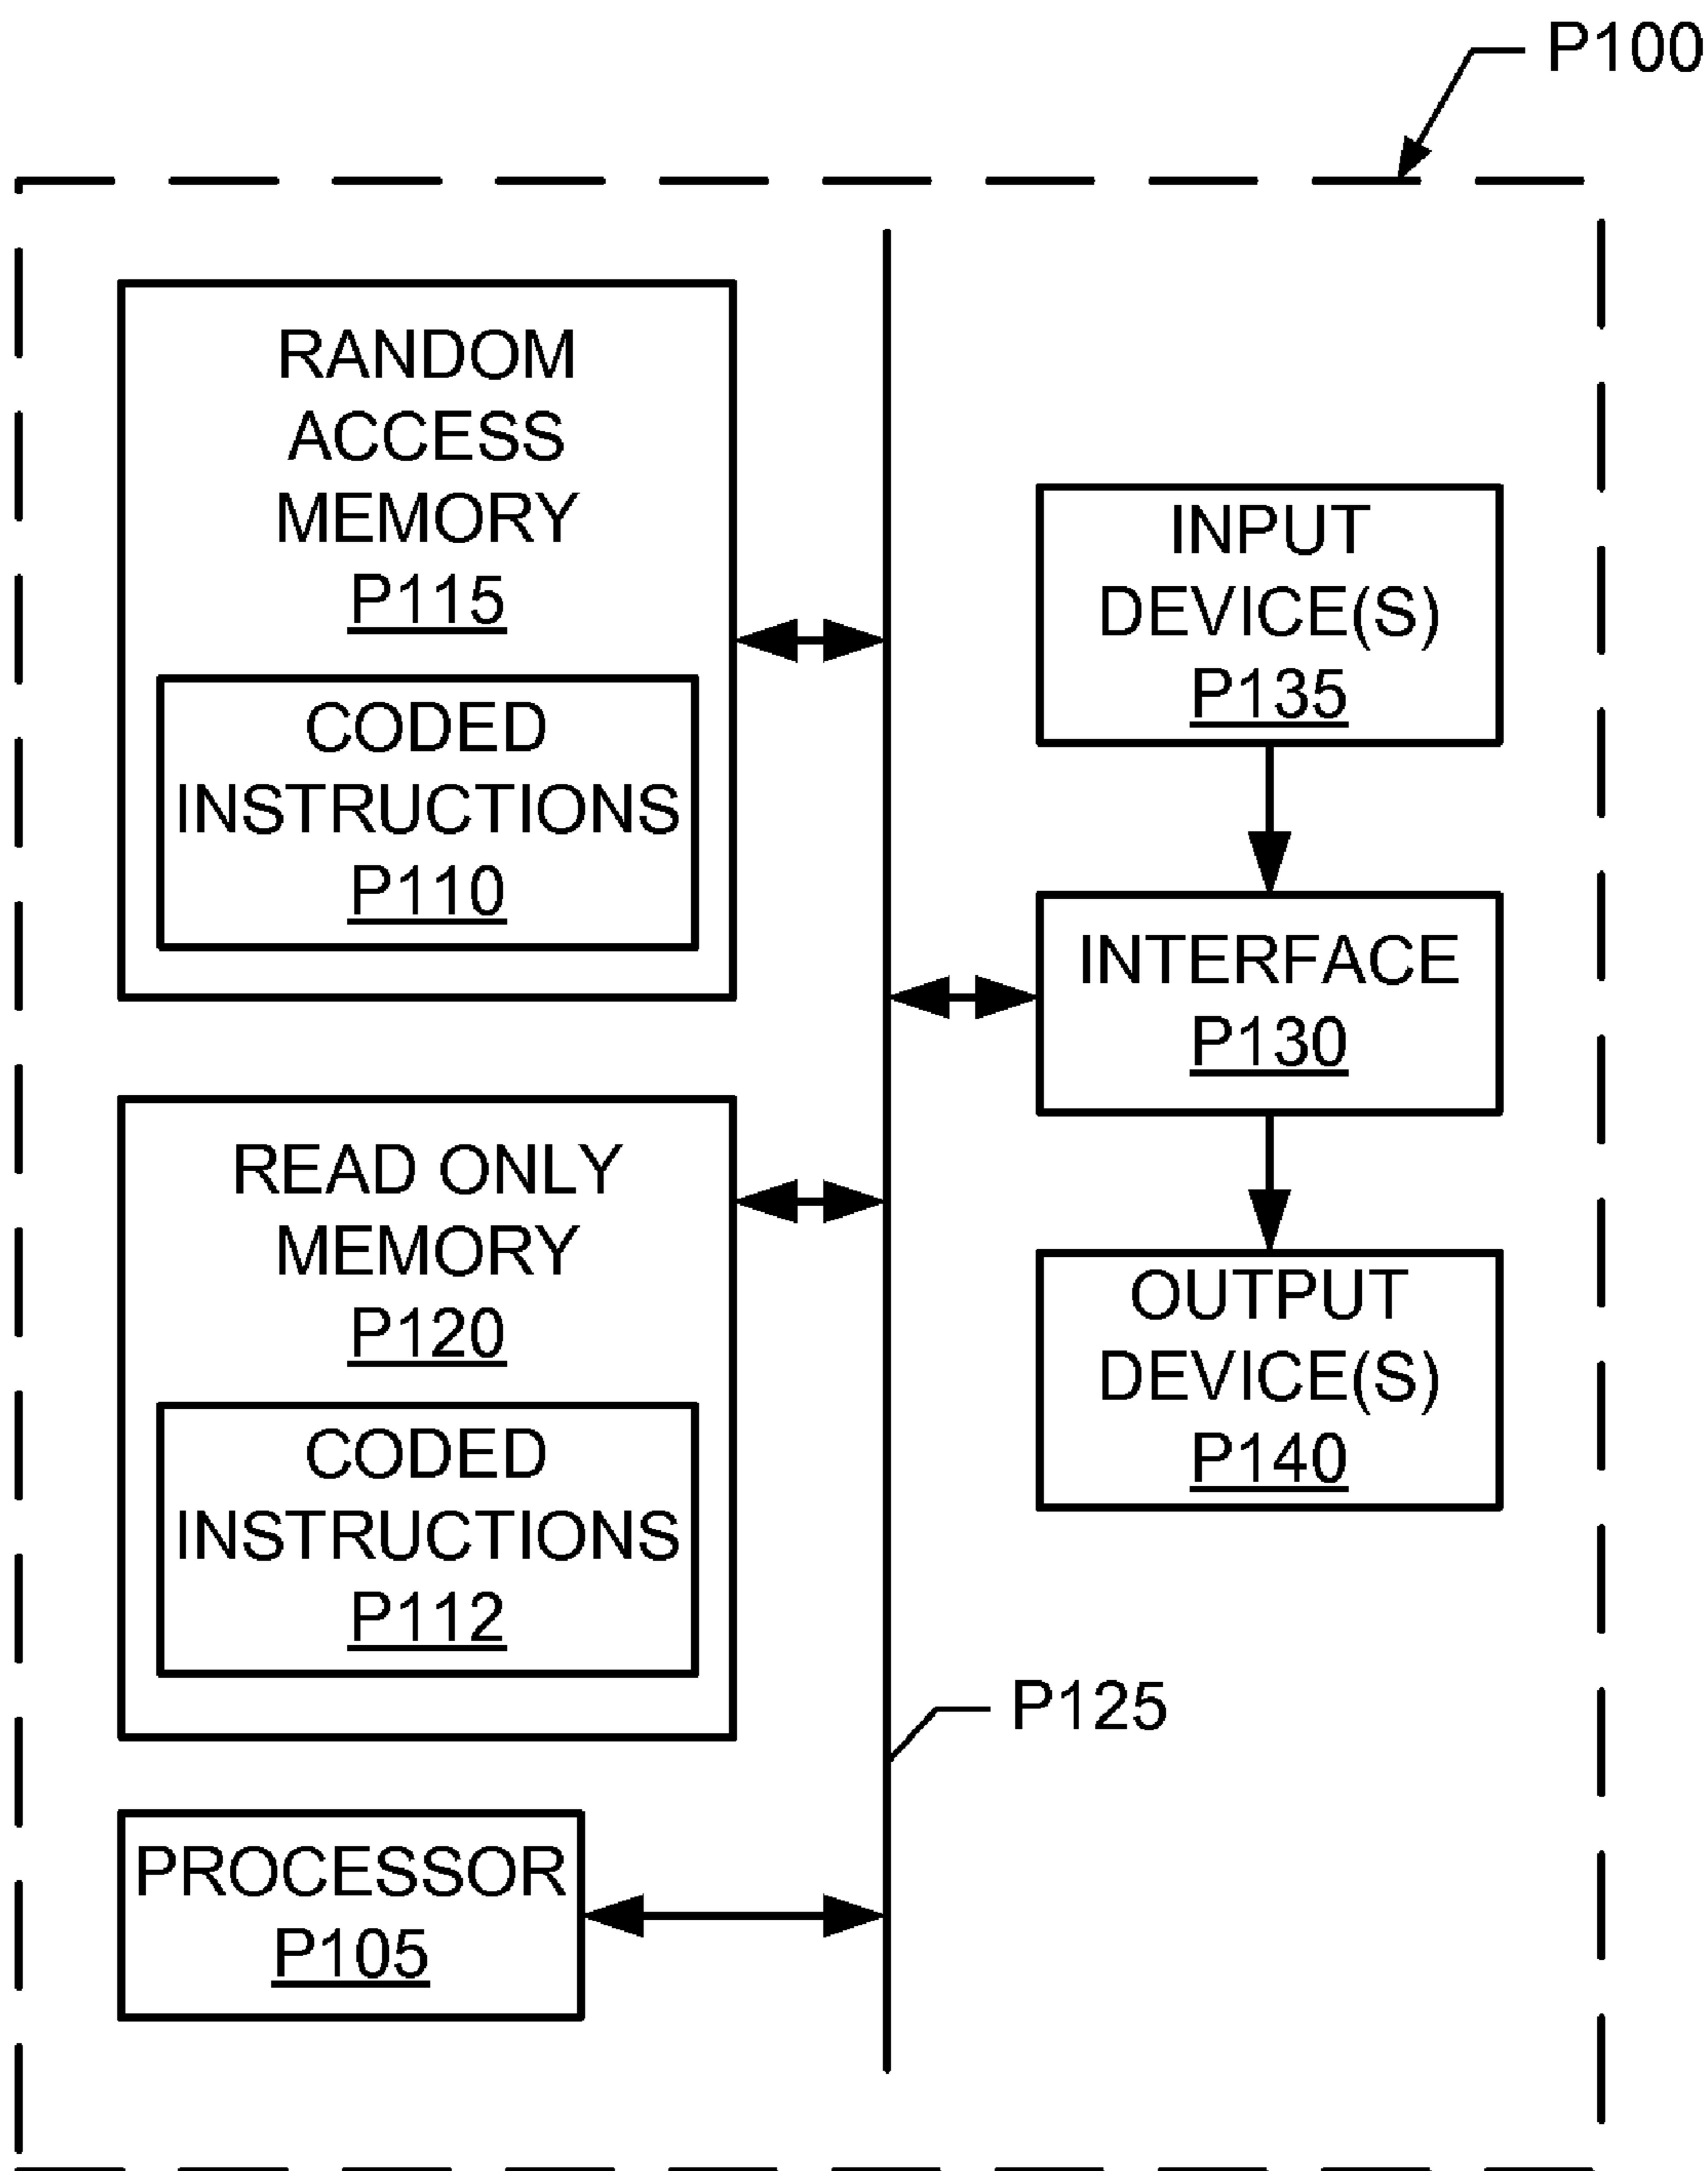 P100
RANDOM
ACCESS
MEMORY
P115
CODED
INSTRUCTIONS
P110
INPUT
DEVICE(S)
P135
INTERFACE
P130
READ ONLY
MEMORY
P120
CODED
INSTRUCTIONS
P112
OUTPUT
DEVICE(S)
P140
P125
PROCESSOR
P105